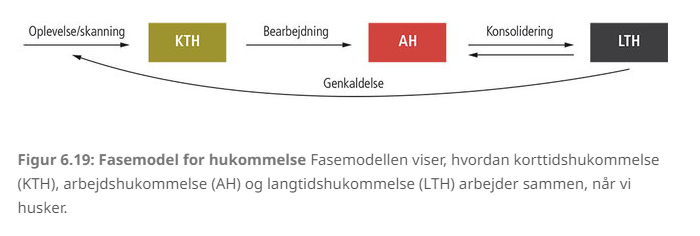 Oplevelse/skanning
KTH
Bearbejdning
AH
Konsolidering
LTH
Genkaldelse
Figur 6.19: Fasemodel for hukommelse Fasemodellen viser, hvordan korttidshukommelse
(KTH), arbejdshukommelse (AH) og langtidshukommelse (LTH) arbejder sammen, når vi
husker.